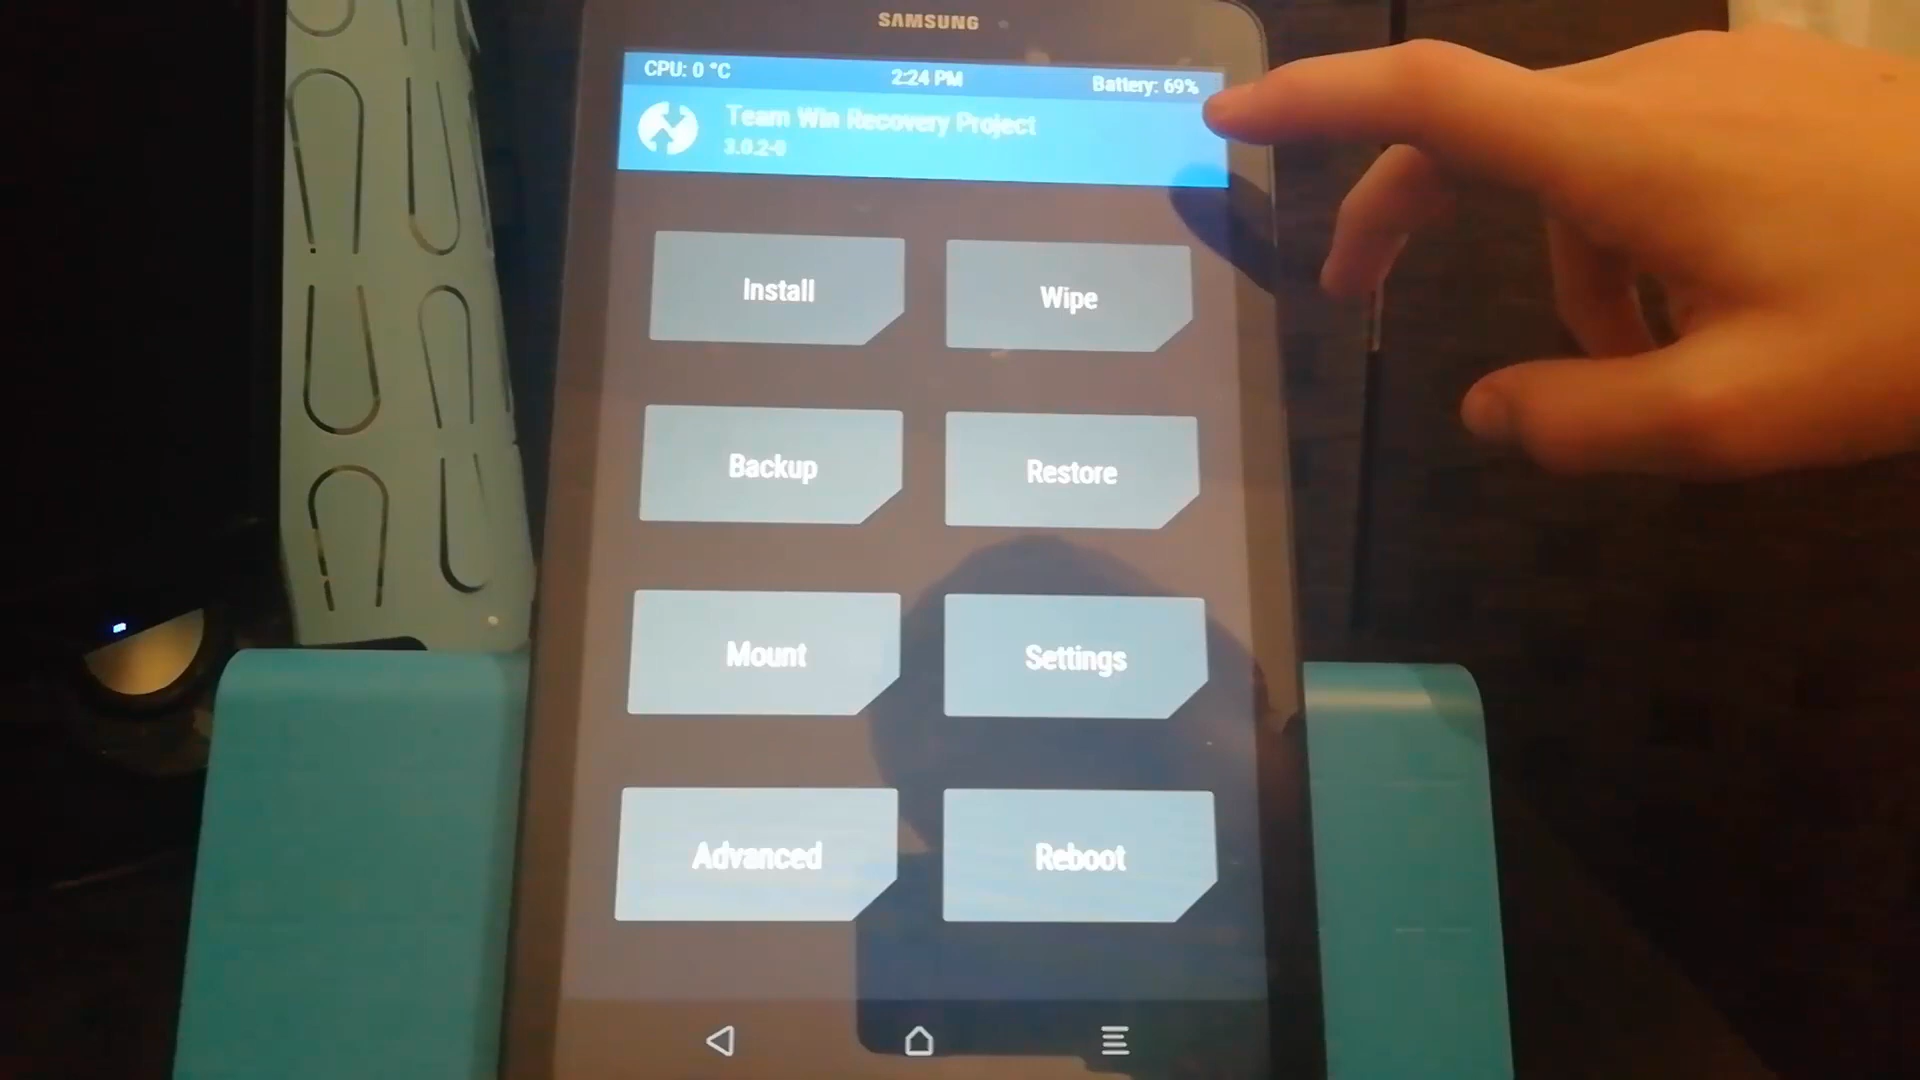 SAMSUNG
CPU: 0 °C
2:24 PM
Battery: 69%
Team Win Recovery Project
3.0.2-0
Install
Wipe
Backup
Restore
Mount
Settings
Advanced
Reboot